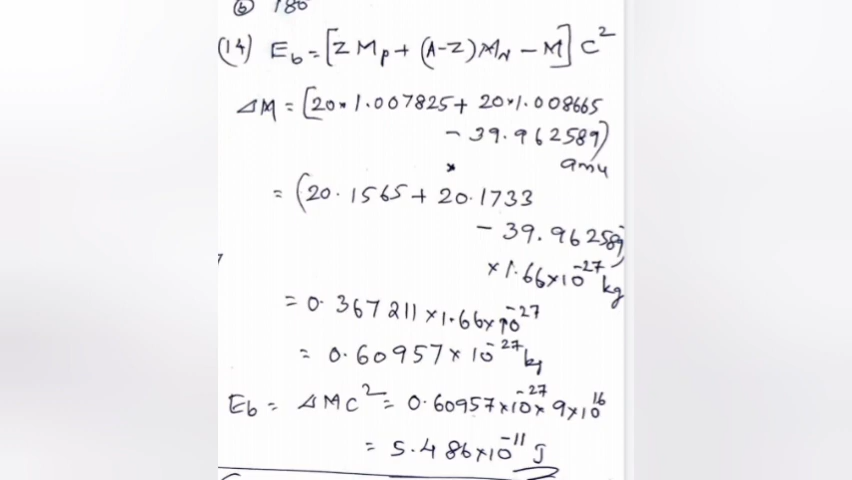 (b) 180
(14) Eb = [Z Mp + (A-Z) MN - M] C²
ΔM = [20×1.007825 + 20×1.008665
- 39.962589)
amu
= (20.1565 + 20.1733
- 39.962589)
×1.66×10⁻²⁷ kg
= 0.367211×1.66×10⁻²⁷
= 0.60957×10⁻²⁷ kg
Eb = ΔMC² = 0.60957×10⁻²⁷×9×10¹⁶
= 5.486×10⁻¹¹ J